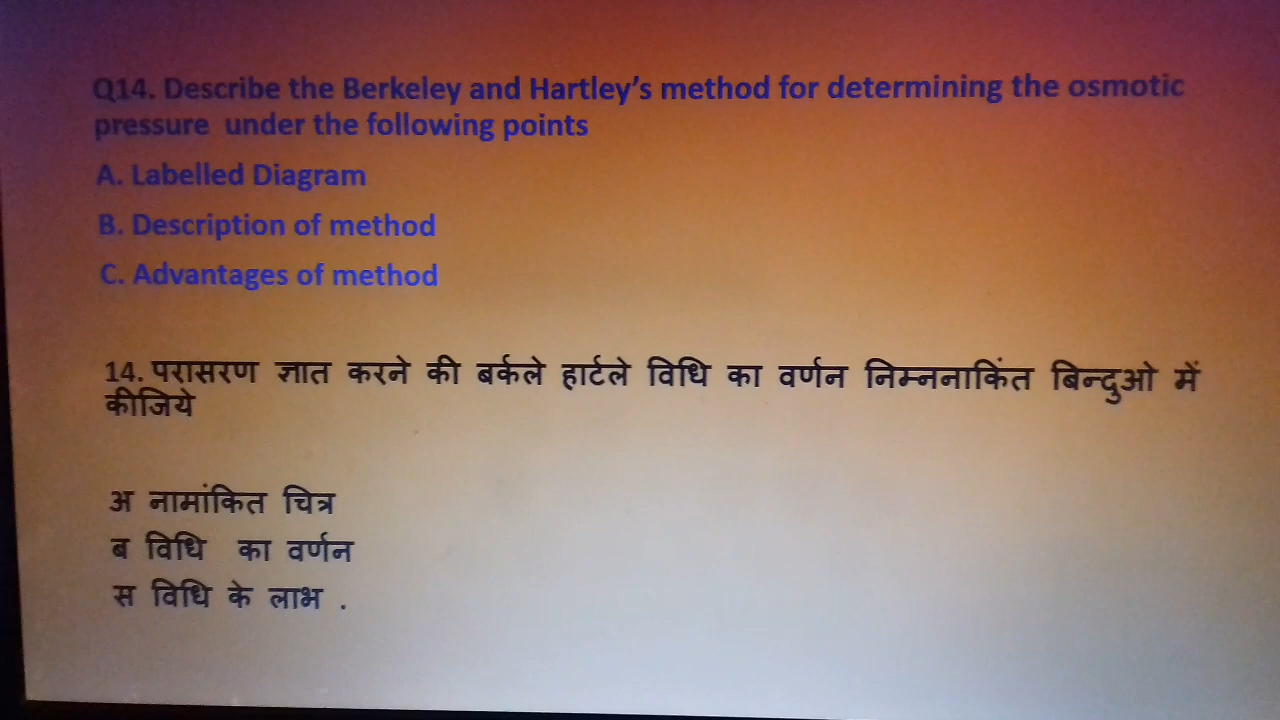 Q14. Describe the Berkeley and Hartley's method for determining the osmotic
pressure under the following points
A. Labelled Diagram
B. Description of method
C. Advantages of method
14. परासरण ज्ञात करने की बर्कले हार्टले विधि का वर्णन निम्ननाकिंत बिन्दुओ में
कीजिये
अ नामांकित चित्र
ब विधि का वर्णन
स विधि के लाभ .